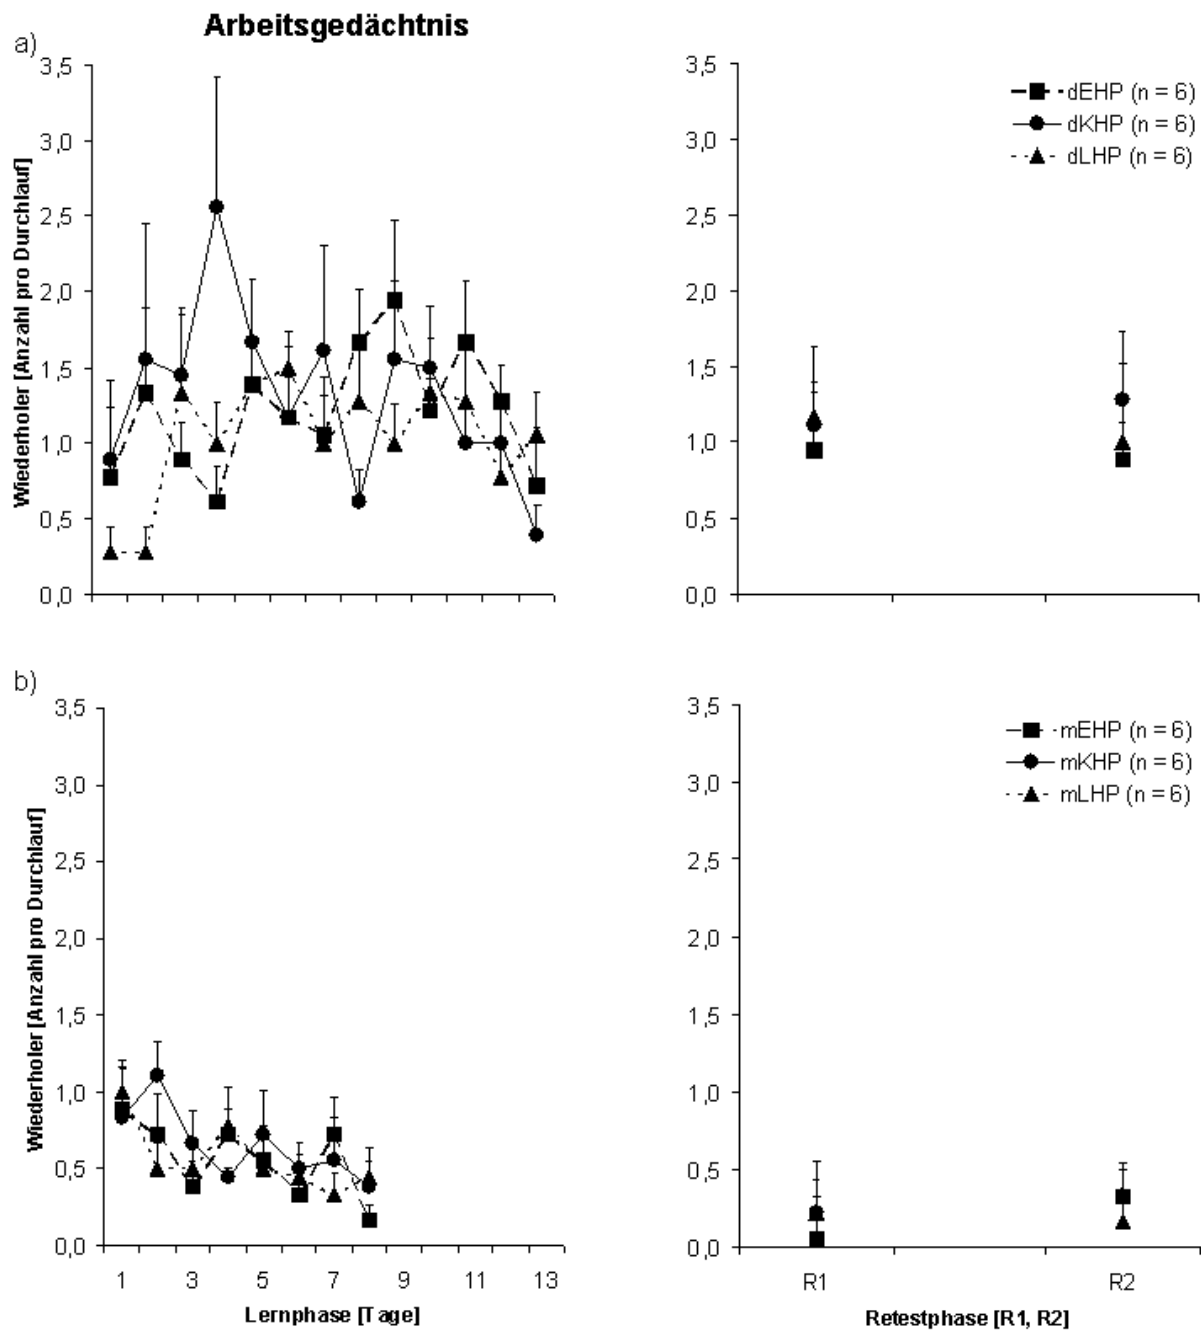 Arbeitsgedächtnis
a)
3,5
3,0
2,5
2,0
1,5
1,0
0,5
0,0
Wiederholer [Anzahl pro Durchlauf]
3,5
3,0
2,5
2,0
1,5
1,0
0,5
0,0
dEHP (n = 6)
dKHP (n = 6)
dLHP (n = 6)
b)
3,5
3,0
2,5
2,0
1,5
1,0
0,5
0,0
Wiederholer [Anzahl pro Durchlauf]
1 3 5 7 9 11 13
Lernphase [Tage]
3,5
3,0
2,5
2,0
1,5
1,0
0,5
0,0
mEHP (n = 6)
mKHP (n = 6)
mLHP (n = 6)
R1 R2
Retestphase [R1, R2]